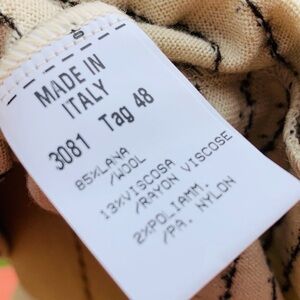 MADE IN
ITALY
3081 Tag 48
85%LANA
/WOOL
13%VISCOSA
/RAYON VISCOSE
2%POLIAMM.
/PA. NYLON